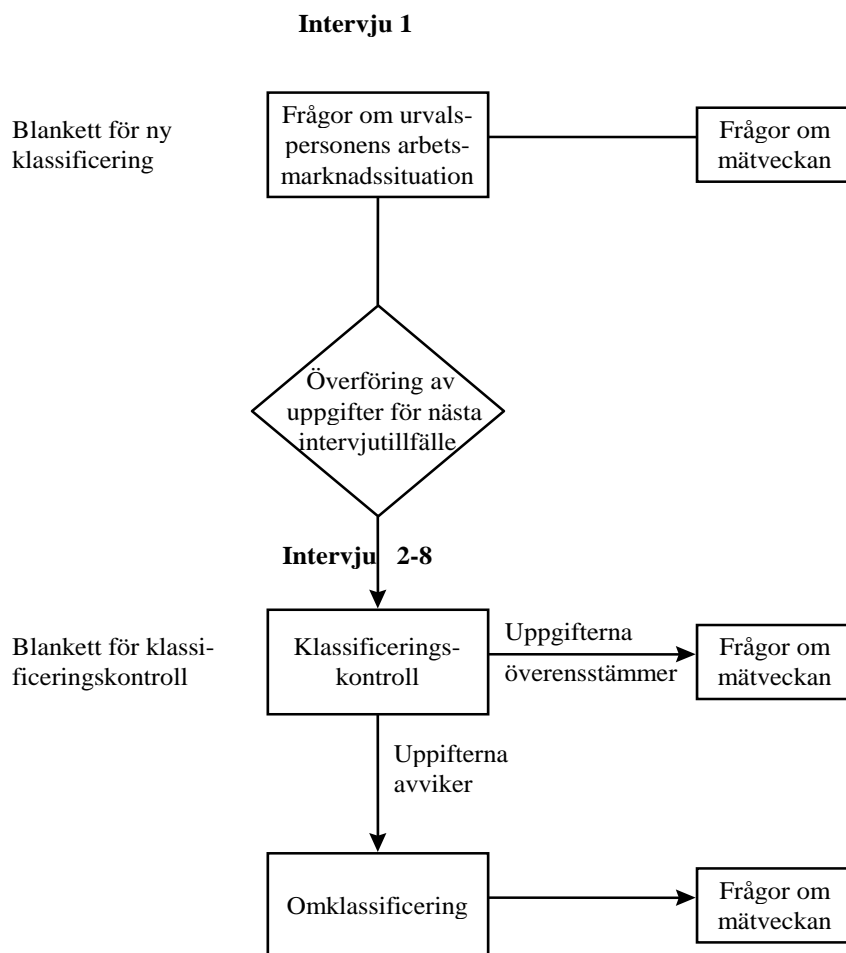 Intervju 1
Blankett för ny
klassificering
Frågor om urvals-
personens arbets-
marknadssituation
Frågor om
mätveckan
Överföring av
uppgifter för nästa
intervjutillfälle
Intervju 2-8
Blankett för klassi-
ficeringskontroll
Klassificerings-
kontroll
Uppgifterna
överensstämmer
Frågor om
mätveckan
Uppifterna
avviker
Omklassificering
Frågor om
mätveckan